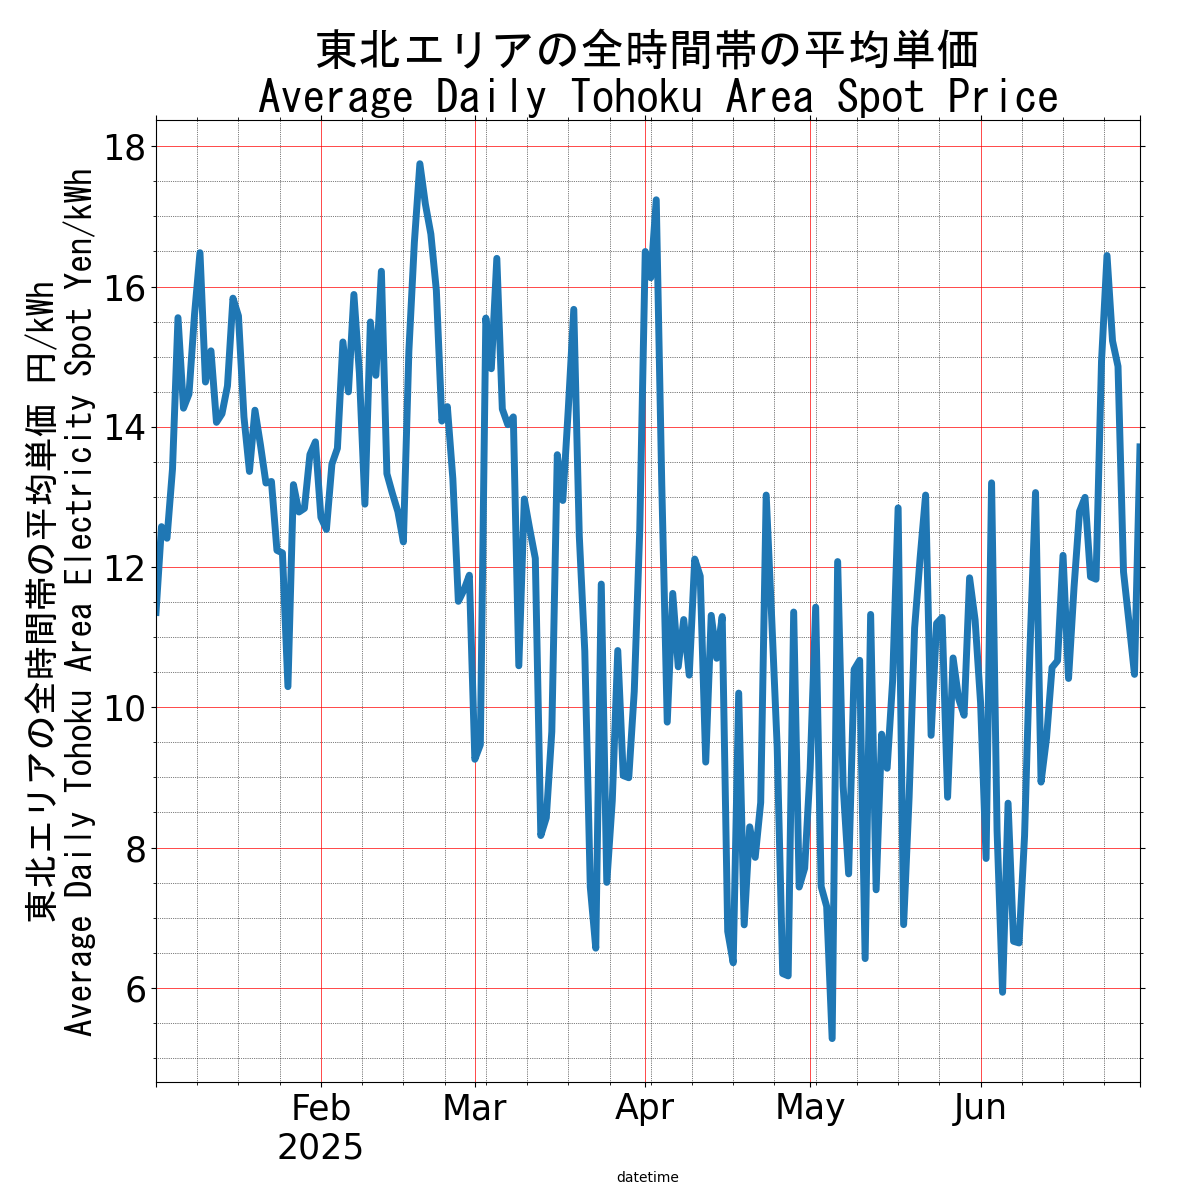 東北エリアの全時間帯の平均単価
Average Daily Tohoku Area Spot Price
東北エリアの全時間帯の平均単価 円/kWh
Average Daily Tohoku Area Electricity Spot Yen/kWh
18
16
14
12
10
8
6
Feb
2025
Mar
Apr
May
Jun
datetime